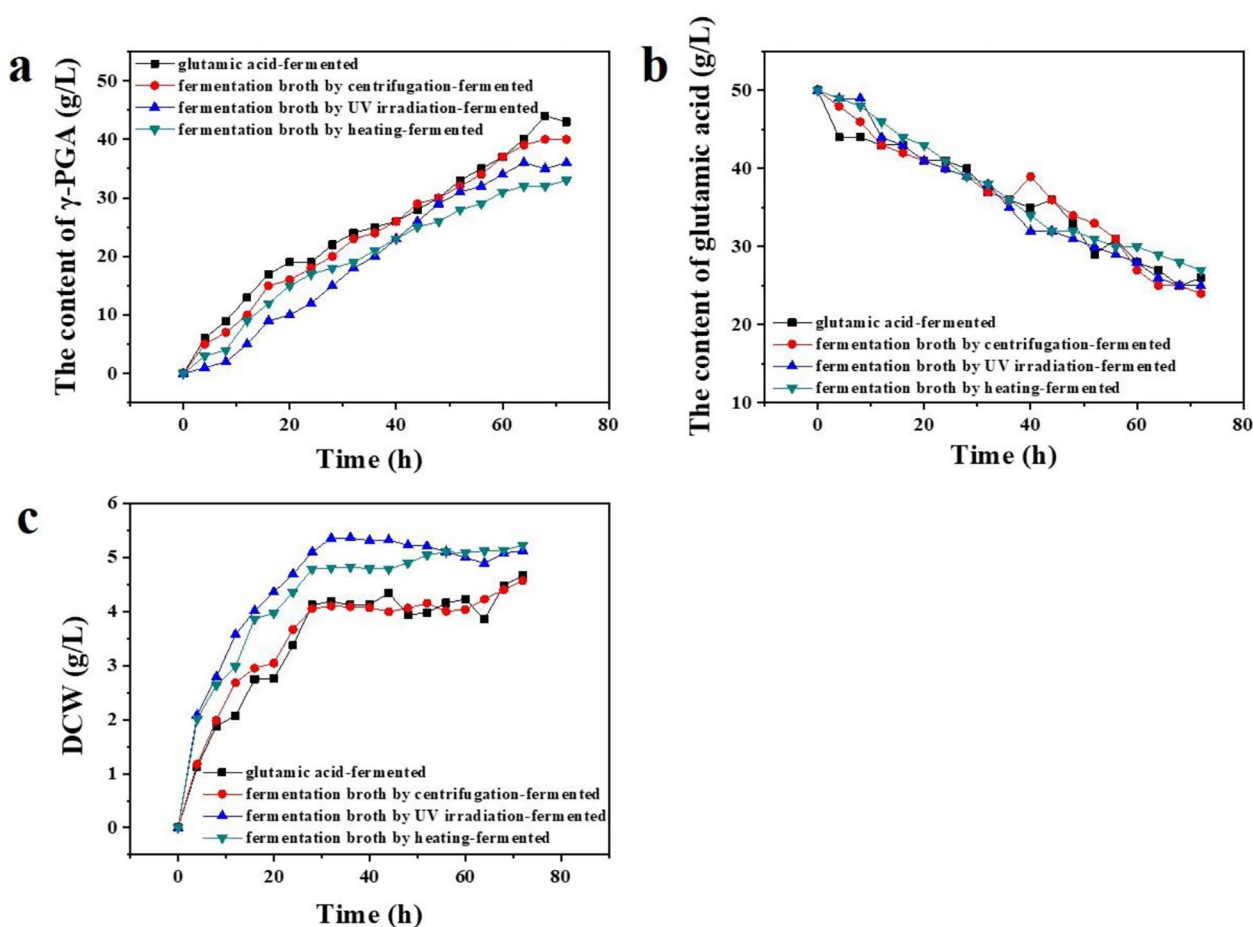 a
The content of γ-PGA (g/L)
50
40
30
20
10
0
glutamic acid-fermented
fermentation broth by centrifugation-fermented
fermentation broth by UV irradiation-fermented
fermentation broth by heating-fermented
0 20 40 60 80
Time (h)
b
The content of glutamic acid (g/L)
50
40
30
20
10
glutamic acid-fermented
fermentation broth by centrifugation-fermented
fermentation broth by UV irradiation-fermented
fermentation broth by heating-fermented
0 20 40 60 80
Time (h)
c
DCW (g/L)
6
5
4
3
2
1
0
glutamic acid-fermented
fermentation broth by centrifugation-fermented
fermentation broth by UV irradiation-fermented
fermentation broth by heating-fermented
0 20 40 60 80
Time (h)